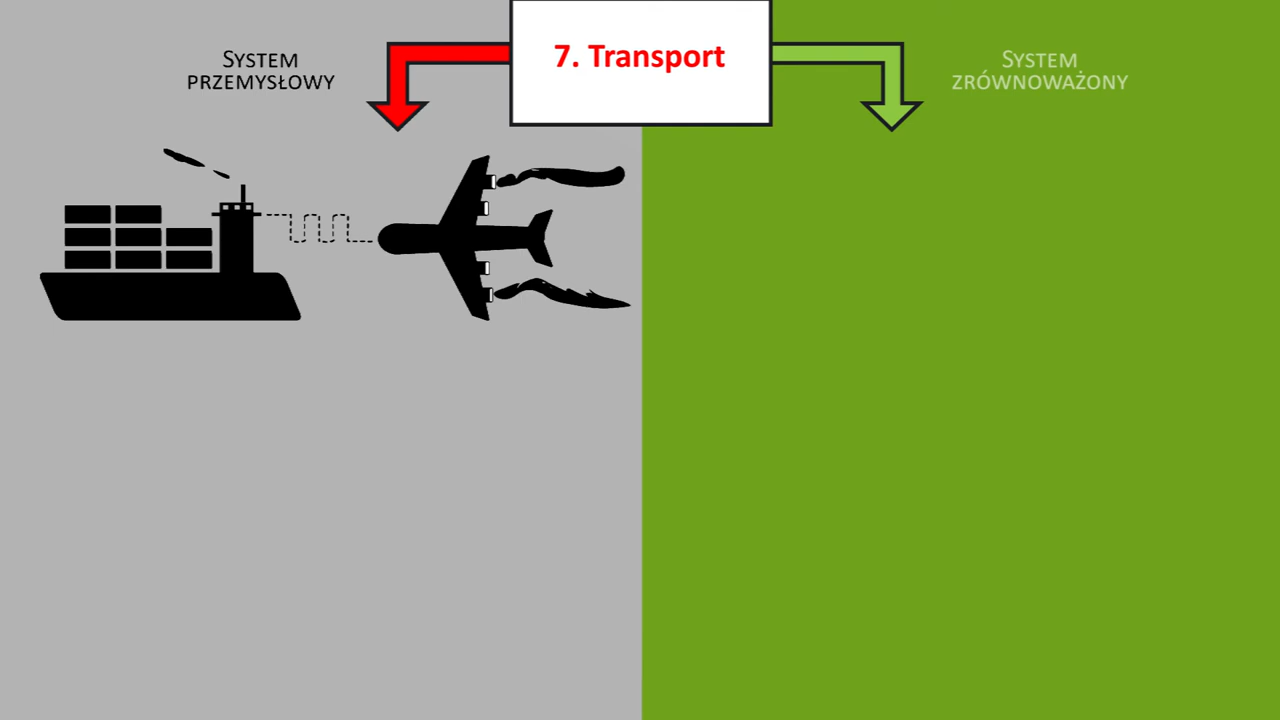 7. Transport
SYSTEM
PRZEMYSŁOWY
SYSTEM
ZRÓWNOWAŻONY